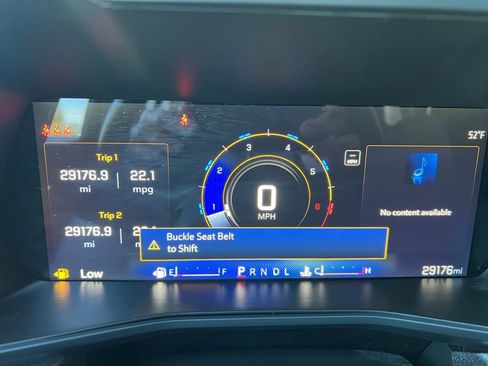 52°F
Trip 1
29176.9 | 22.1
mi mpg
Trip 2
29176.9
mi
1
2
3
4
5
6
0
MPH
--
MPH
No content available
Buckle Seat Belt
to Shift
Low
E F
P R N D L
C H
29176mi